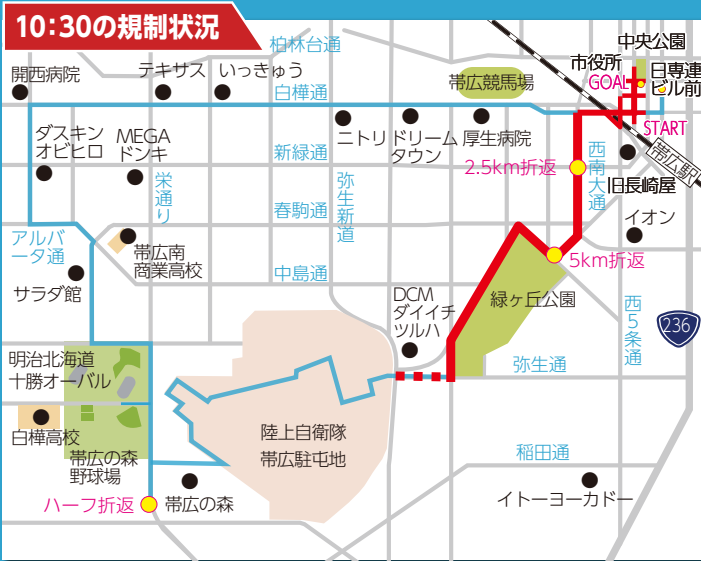 10:30の規制状況
柏林台通
中央公園
市役所
GOAL
日専連
ビル前
START
開西病院
テキサス
いっきゅう
白樺通
帯広競馬場
ダスキン
オビヒロ
MEGA
ドンキ
ニトリ
ドリーム
タウン
厚生病院
新緑通
2.5km折返
西南大通
旧長崎屋
帯広駅
栄通り
弥生新道
春駒通
イオン
アルバ
ータ通
帯広南
商業高校
中島通
5km折返
サラダ館
DCM
ダイイチ
ツルハ
緑ヶ丘公園
西5条通
236
明治北海道
十勝オーバル
弥生通
白樺高校
帯広の森
野球場
陸上自衛隊
帯広駐屯地
稲田通
ハーフ折返
帯広の森
イトーヨーカドー